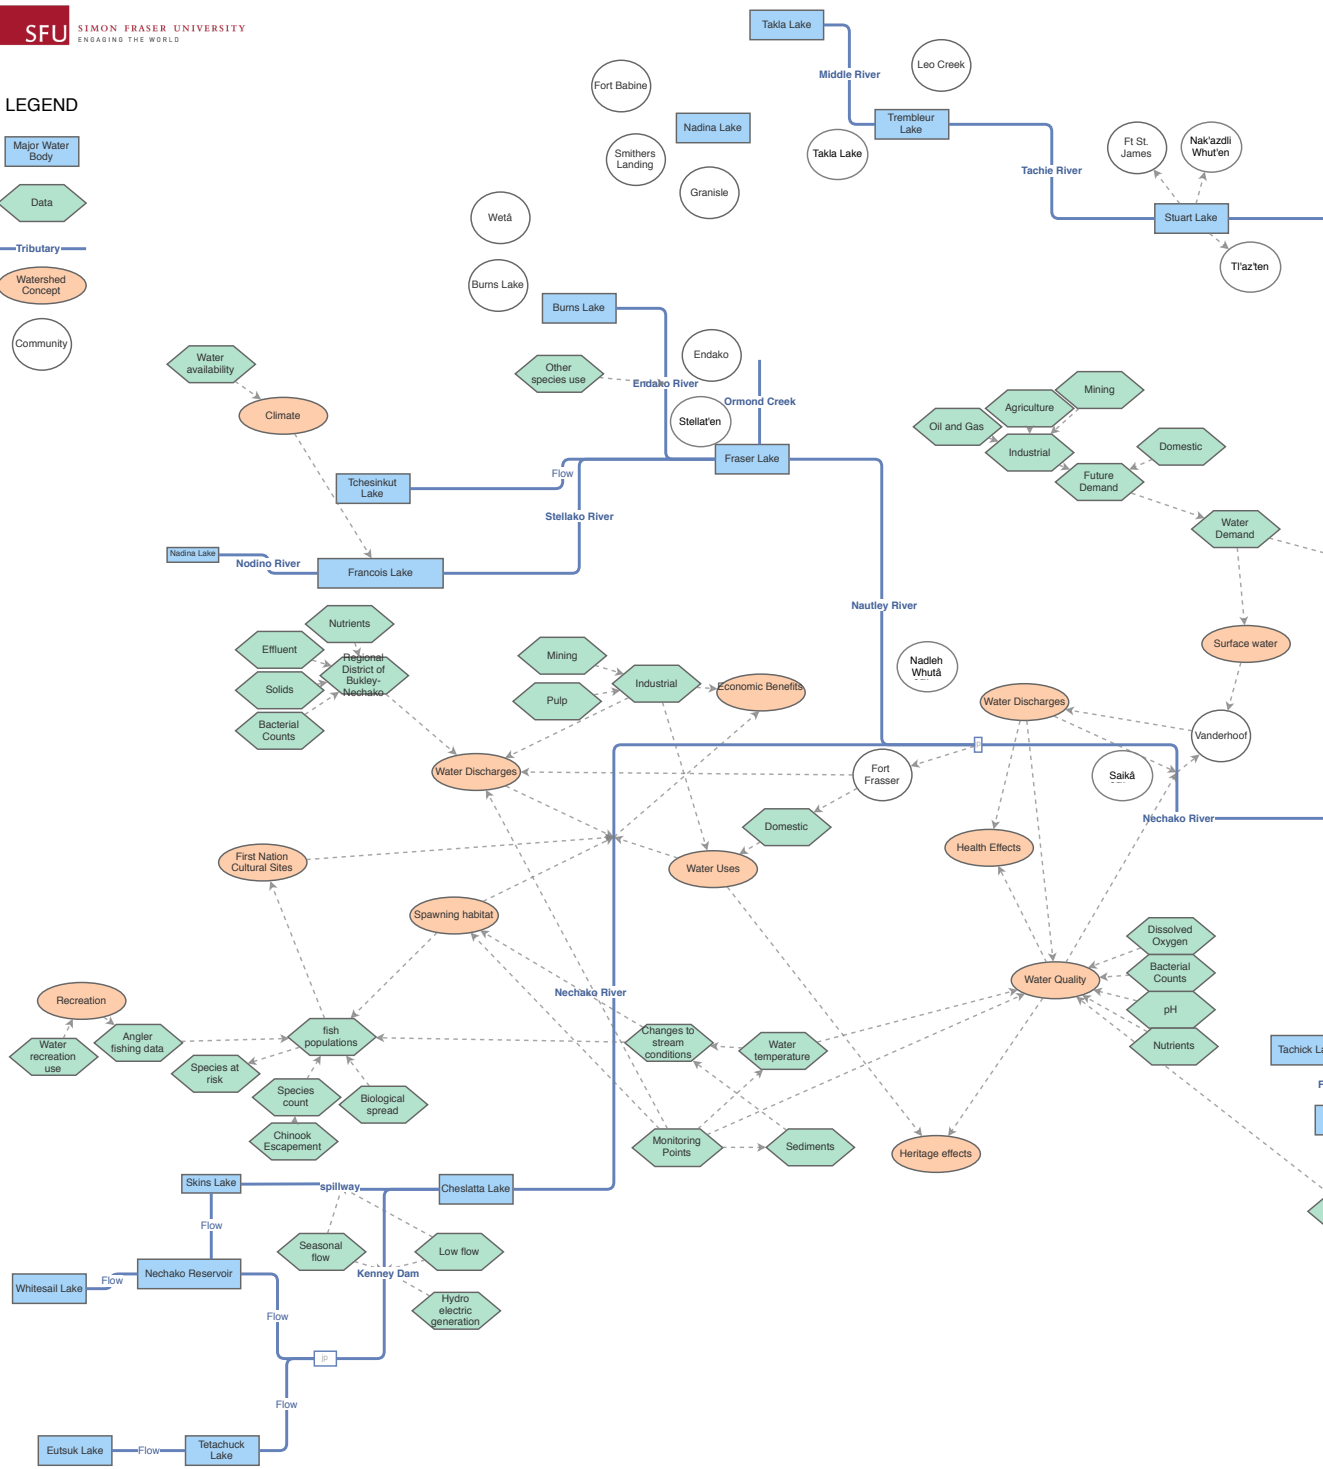 SFU
SIMON FRASER UNIVERSITY
ENGAGING THE WORLD
LEGEND
Major Water
Body
Data
Tributary
Watershed
Concept
Community
Takla Lake
Middle River
Leo Creek
Fort Babine
Nadina Lake
Trembleur
Lake
Smithers
Landing
Takla Lake
Granisle
Tachie River
Ft St.
James
Nak'azdli
Whut'en
Stuart Lake
Tl'az'ten
Wetâ
Burns Lake
Burns Lake
Water
availability
Climate
Other
species use
Endako River
Endako
Ormond Creek
Stellat'en
Fraser Lake
Flow
Tchesinkut
Lake
Stellako River
Nadina Lake
Nodino River
Francois Lake
Mining
Agriculture
Oil and Gas
Industrial
Domestic
Future
Demand
Water
Demand
Nautley River
Surface water
Nutrients
Effluent
Regional
District of
Bukley-
Nechako
Solids
Bacterial
Counts
Mining
Industrial
Pulp
Economic Benefits
Nadleh
Whutâ
Water Discharges
Vanderhoof
Water Discharges
Fort
Frasser
Saikâ
Nechako River
Domestic
Health Effects
First Nation
Cultural Sites
Water Uses
Spawning habitat
Dissolved
Oxygen
Bacterial
Counts
Water Quality
pH
Nutrients
Nechako River
Recreation
Water
recreation
use
Angler
fishing data
fish
populations
Changes to
stream
conditions
Water
temperature
Species at
risk
Species
count
Biological
spread
Chinook
Escapement
Monitoring
Points
Sediments
Heritage effects
Tachick La
F
Skins Lake
spillway
Cheslatta Lake
Flow
Seasonal
flow
Low flow
Nechako Reservoir
Kenney Dam
Whitesail Lake
Flow
Hydro
electric
generation
Flow
jp
Flow
Eutsuk Lake
Flow
Tetachuck
Lake